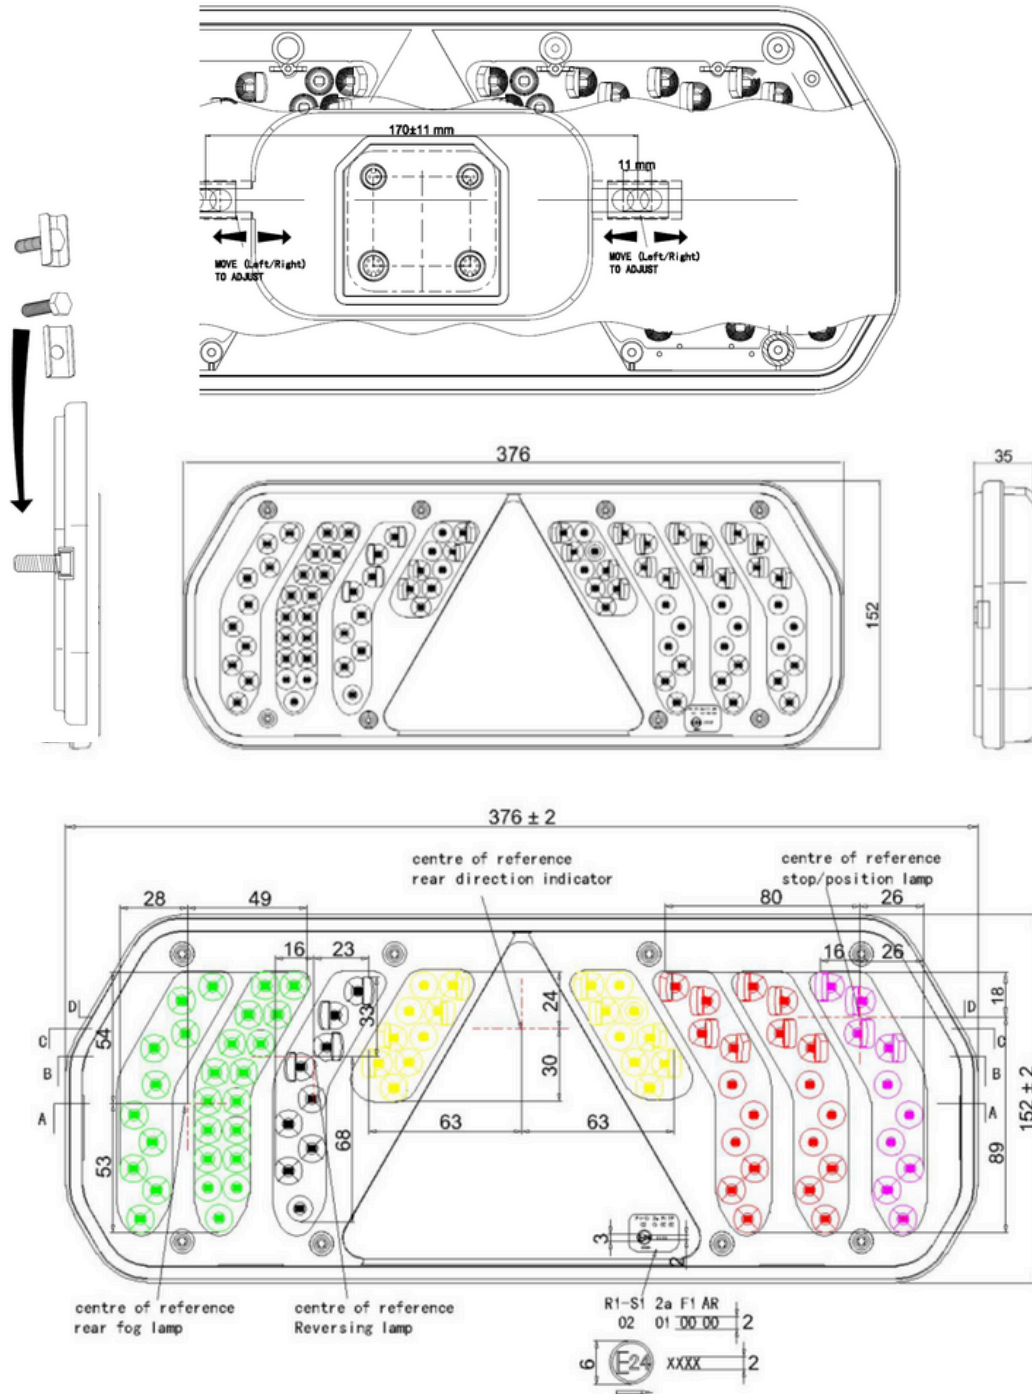 170±11 mm
11 mm
MOVE (Left/Right)
TO ADJUST
MOVE (Left/Right)
TO ADJUST
376
35
152
376 ± 2
centre of reference
rear direction indicator
centre of reference
stop/position lamp
28
49
80
26
16
23
16
26
33
24
18
D
D
54
C
C
B
B
30
A
A
152 ± 2
63
63
68
53
89
3
2
centre of reference
rear fog lamp
centre of reference
Reversing lamp
R1-S1 2a F1 AR
02 01 00 00
2
6
E24
XXXX
2